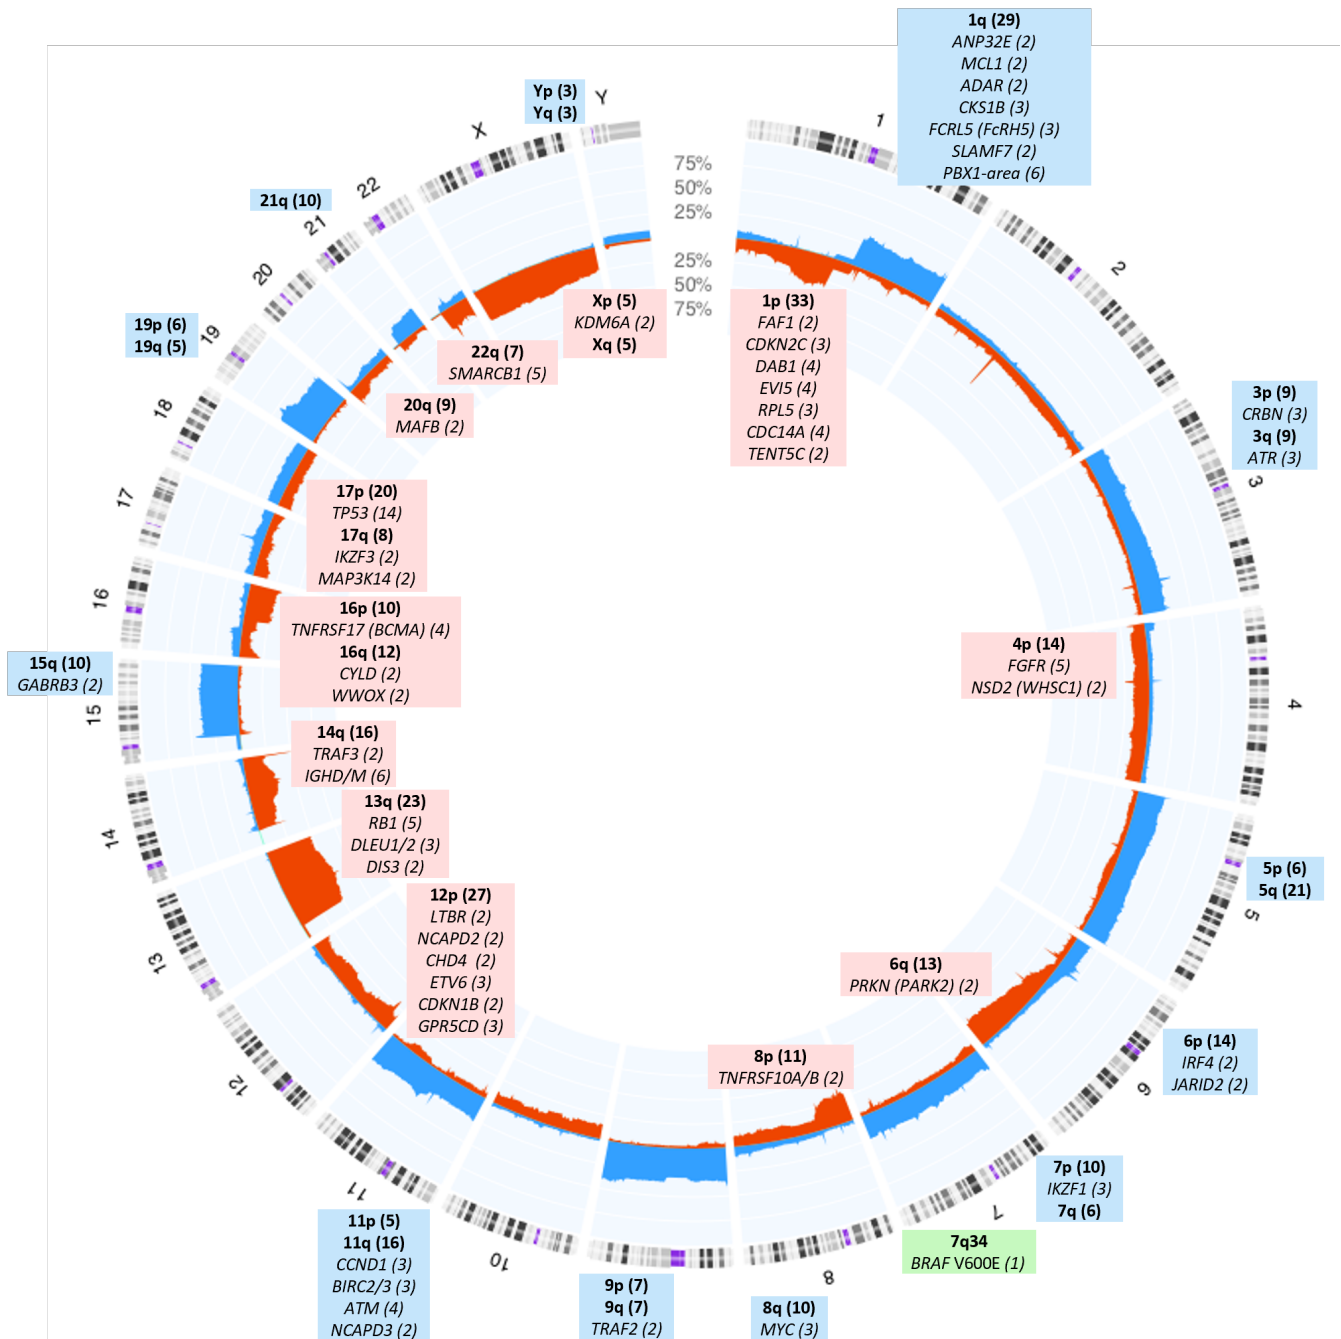 1q (29)
ANP32E (2)
MCL1 (2)
ADAR (2)
CKS1B (3)
FCRL5 (FcRH5) (3)
SLAMF7 (2)
PBX1-area (6)
Yp (3)
Yq (3)
Y
X
1
22
21q (10)
21
20
19p (6)
19q (5)
19
18
17
16
75%
50%
25%
25%
50%
75%
2
Xp (5)
KDM6A (2)
Xq (5)
1p (33)
FAF1 (2)
CDKN2C (3)
DAB1 (4)
EVI5 (4)
RPL5 (3)
CDC14A (4)
TENT5C (2)
22q (7)
SMARCB1 (5)
20q (9)
MAFB (2)
3p (9)
CRBN (3)
3q (9)
ATR (3)
3
17p (20)
TP53 (14)
17q (8)
IKZF3 (2)
MAP3K14 (2)
16p (10)
TNFRSF17 (BCMA) (4)
16q (12)
CYLD (2)
WWOX (2)
4p (14)
FGFR (5)
NSD2 (WHSC1) (2)
4
15q (10)
GABRB3 (2)
15
14q (16)
TRAF3 (2)
IGHD/M (6)
14
13q (23)
RB1 (5)
DLEU1/2 (3)
DIS3 (2)
13
5p (6)
5q (21)
5
12p (27)
LTBR (2)
NCAPD2 (2)
CHD4 (2)
ETV6 (3)
CDKN1B (2)
GPR5CD (3)
12
6q (13)
PRKN (PARK2) (2)
6p (14)
IRF4 (2)
JARID2 (2)
6
8p (11)
TNFRSF10A/B (2)
7p (10)
IKZF1 (3)
7q (6)
7
7q34
BRAF V600E (1)
11
11p (5)
11q (16)
CCND1 (3)
BIRC2/3 (3)
ATM (4)
NCAPD3 (2)
10
9p (7)
9q (7)
TRAF2 (2)
8
8q (10)
MYC (3)